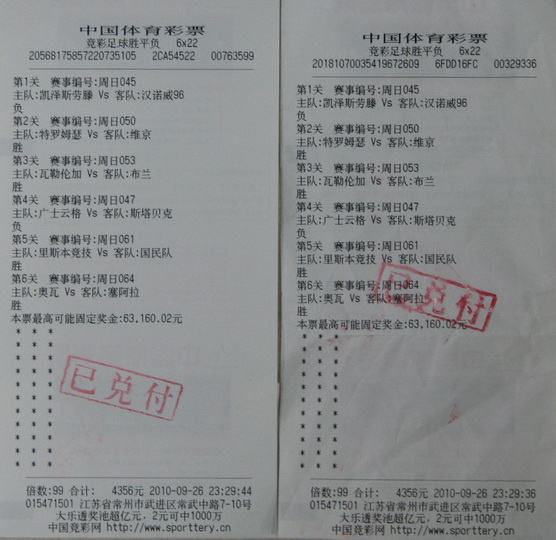 中国体育彩票
竞彩足球胜平负 6x22
20568175857220735105 2CA54522 00763599
第1关 赛事编号:周日045
主队:凯泽斯劳滕 Vs 客队:汉诺威96
负
第2关 赛事编号:周日050
主队:特罗姆瑟 Vs 客队:维京
胜
第3关 赛事编号:周日053
主队:瓦勒伦加 Vs 客队:布兰
胜
第4关 赛事编号:周日047
主队:广士云格 Vs 客队:斯塔贝克
负
第5关 赛事编号:周日061
主队:里斯本竞技 Vs 客队:国民队
胜
第6关 赛事编号:周日064
主队:奥瓦 Vs 客队:塞阿拉
胜
本票最高可能固定奖金:63,160.02元
* * *
* * *
* * *
* * *
* * *
* * *
* * *
* * *
* * *
* * *
* * *
已兑付
倍数:99 合计: 4356元 2010-09-26 23:29:44
015471501 江苏省常州市武进区常武中路7-10号
大乐透奖池超亿元，2元可中1000万
中国竞彩网 http://www.sporttery.cn
中国体育彩票
竞彩足球胜平负 6x22
20181070035419672609 6FDD16FC 00329336
第1关 赛事编号:周日045
主队:凯泽斯劳滕 Vs 客队:汉诺威96
负
第2关 赛事编号:周日050
主队:特罗姆瑟 Vs 客队:维京
胜
第3关 赛事编号:周日053
主队:瓦勒伦加 Vs 客队:布兰
胜
第4关 赛事编号:周日047
主队:广士云格 Vs 客队:斯塔贝克
负
第5关 赛事编号:周日061
主队:里斯本竞技 Vs 客队:国民队
胜
第6关 赛事编号:周日064
主队:奥瓦 Vs 客队:塞阿拉
胜
已兑付
本票最高可能固定奖金:63,160.02元
* * *
* * *
* * *
* * *
* * *
* * *
* * *
* * *
* * *
* * *
* * *
倍数:99 合计: 4356元 2010-09-26 23:29:36
015471501 江苏省常州市武进区常武中路7-10号
大乐透奖池超亿元，2元可中1000万
中国竞彩网 http://www.sporttery.cn